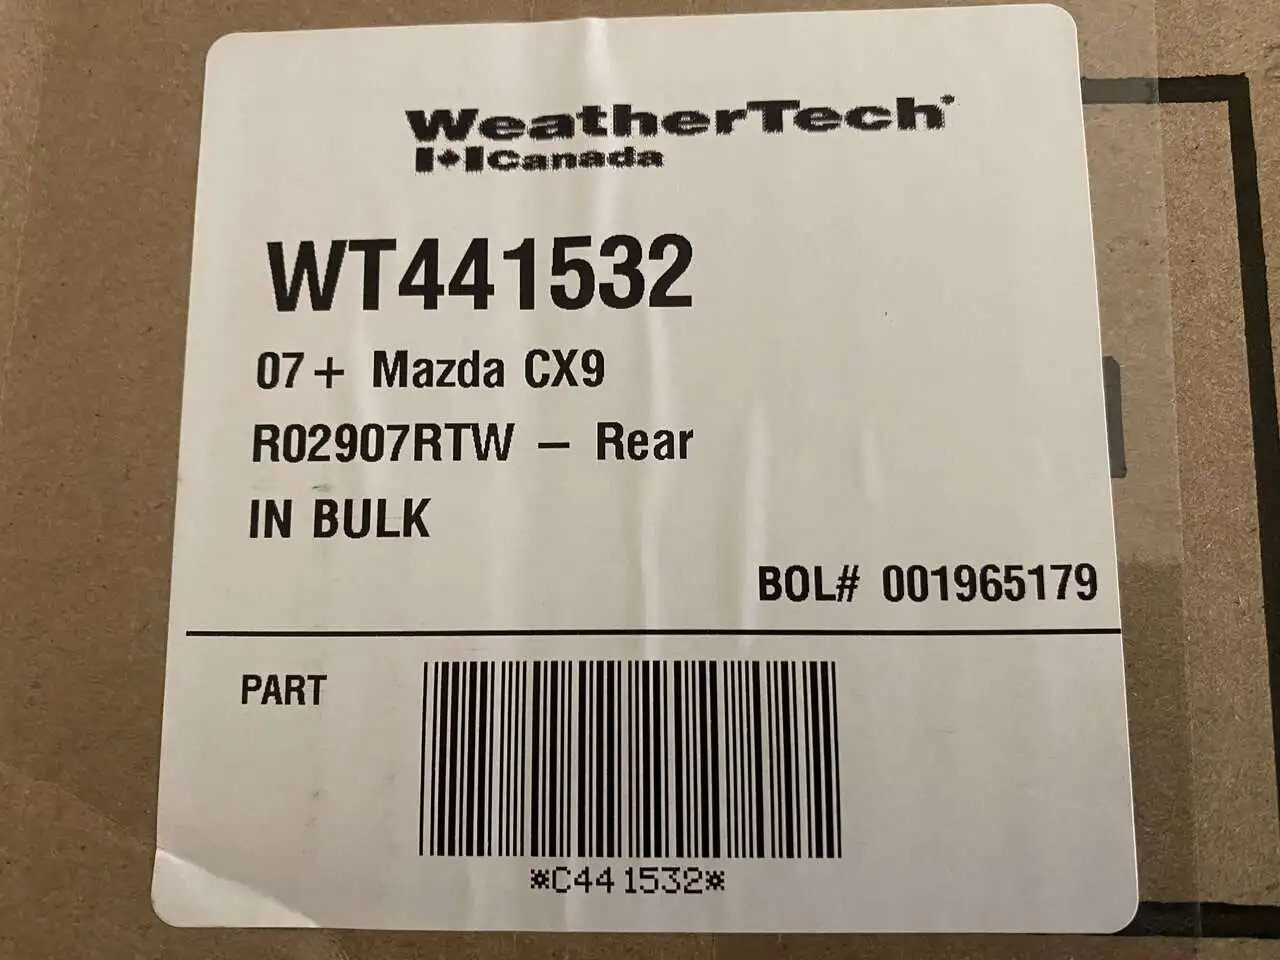 WeatherTech®
Canada
WT441532
07+ Mazda CX9
R02907RTW – Rear
IN BULK
BOL# 001965179
PART
*C441532*